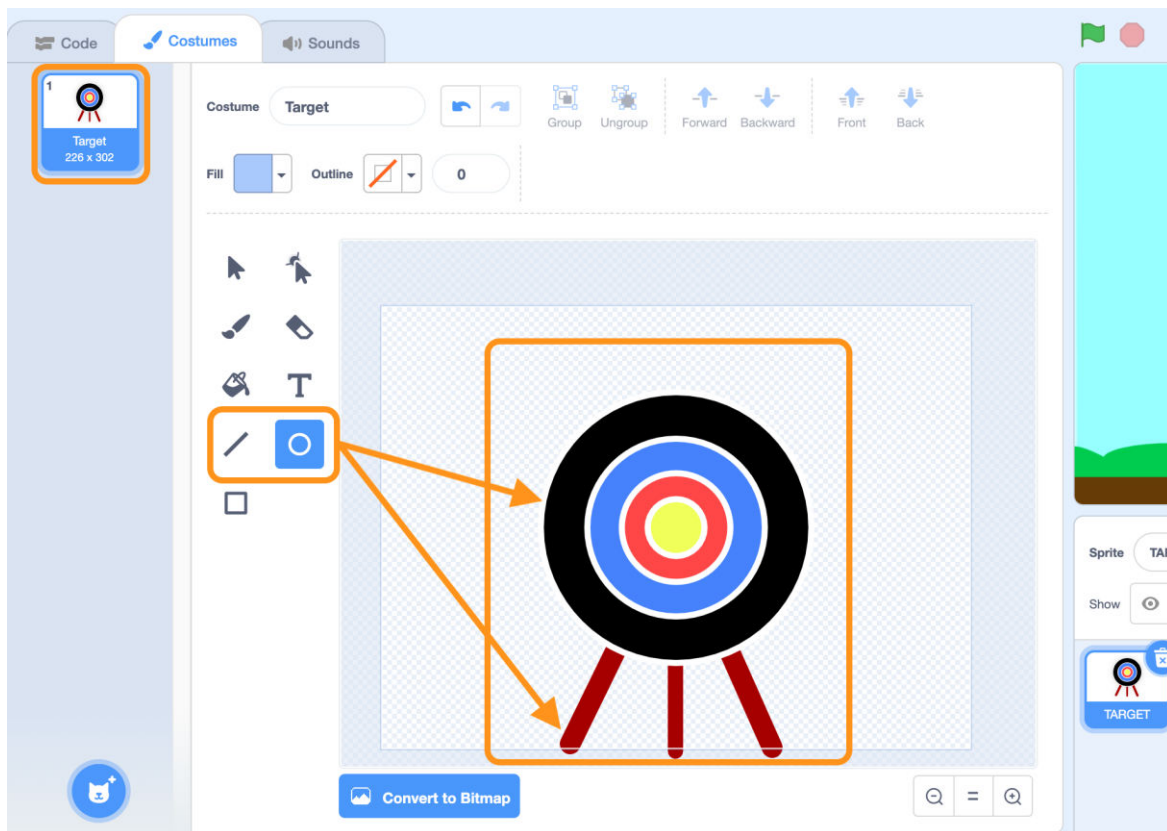 Code Costumes Sounds
1
Target
226 x 302
Costume Target
Group Ungroup Forward Backward Front Back
Fill Outline 0
T
Convert to Bitmap
Sprite TA
Show
TARGET